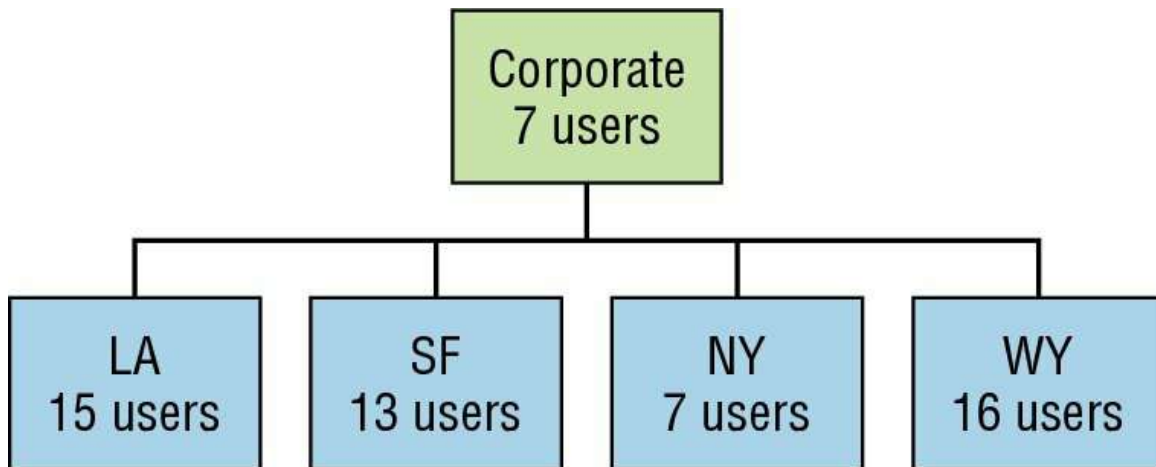 Corporate
7 users
LA
15 users
SF
13 users
NY
7 users
WY
16 users